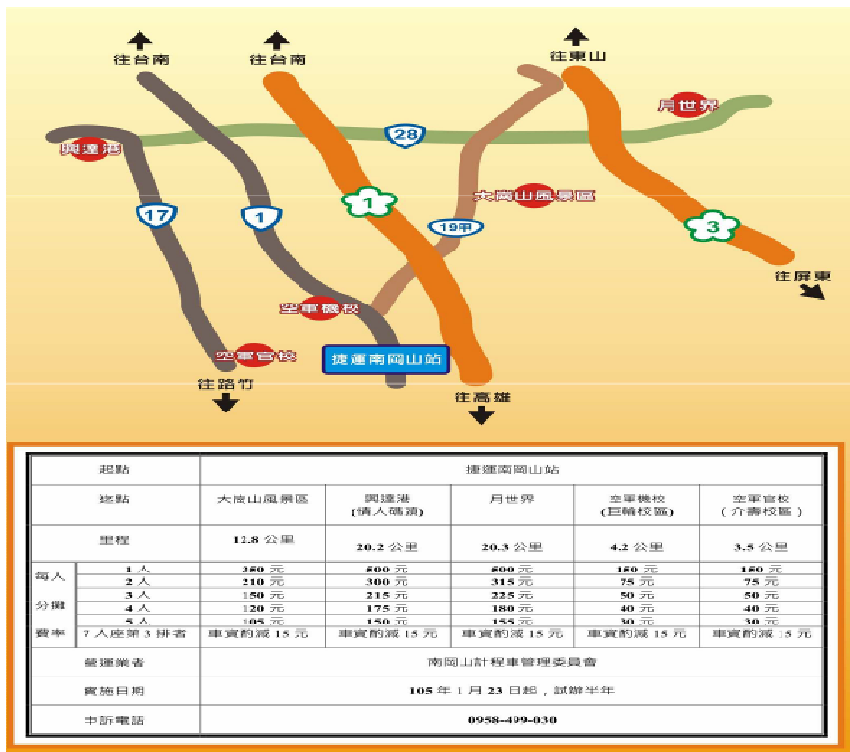 往台南
往台南
往東山
月世界
28
興達港
大崗山風景區
17
1
1
19甲
3
往屏東
空軍機校
空軍官校
捷運南岡山站
往路竹
往高雄
起點 捷運南岡山站
迄點 大崗山風景區 興達港(情人碼頭) 月世界 空軍機校(巨輪校區) 空軍官校(介壽校區)
里程 12.8 公里 20.2 公里 20.3 公里 4.2 公里 3.5 公里
每人分攤費率
1 人 350 元 500 元 500 元 150 元 150 元
2 人 210 元 300 元 315 元 75 元 75 元
3 人 150 元 215 元 225 元 50 元 50 元
4 人 120 元 175 元 180 元 40 元 40 元
5 人 105 元 150 元 155 元 30 元 30 元
7 人座第 3 排者 車資酌減 15 元 車資酌減 15 元 車資酌減 15 元 車資酌減 15 元 車資酌減 15 元
營運業者 南岡山計程車管理委員會
實施日期 105 年 1 月 23 日起，試辦半年
申訴電話 0958-499-030